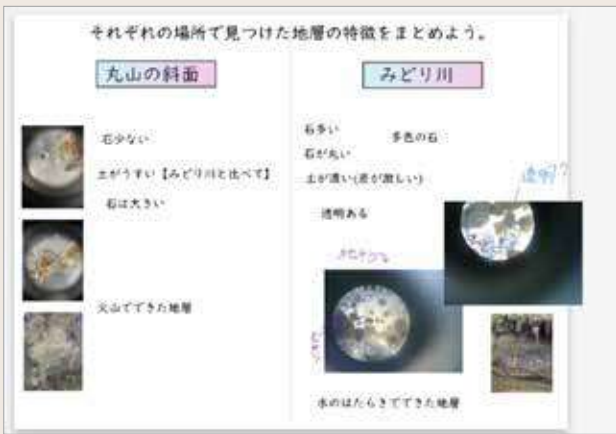 それぞれの場所で見つけた地層の特徴をまとめよう。
丸山の斜面
石少ない
土がうすい【みどり川と比べて】
石は大きい
火山でできた地層
みどり川
石多い
多色の石
石が丸い
土が濃い(差が激しい)
透明ある
透明?
水のはたらきでできた地層